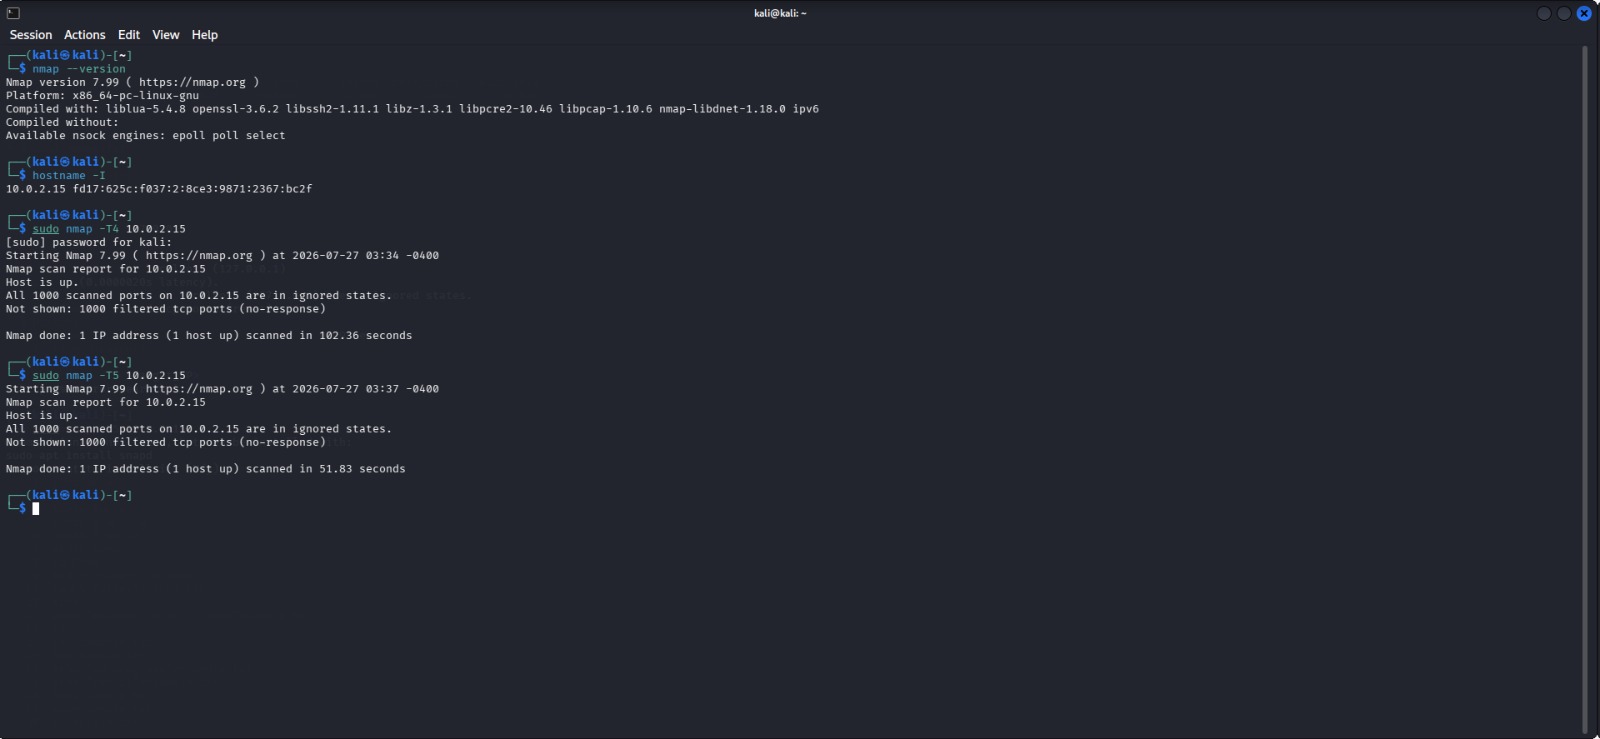 kali@kali: ~
Session Actions Edit View Help
┌──(kali㉿kali)-[~]
└─$ nmap --version
Nmap version 7.99 ( https://nmap.org )
Platform: x86_64-pc-linux-gnu
Compiled with: liblua-5.4.8 openssl-3.6.2 libssh2-1.11.1 libz-1.3.1 libpcre2-10.46 libpcap-1.10.6 nmap-libdnet-1.18.0 ipv6
Compiled without:
Available nsock engines: epoll poll select
┌──(kali㉿kali)-[~]
└─$ hostname -I
10.0.2.15 fd17:625c:f037:2:8ce3:9871:2367:bc2f
┌──(kali㉿kali)-[~]
└─$ sudo nmap -T4 10.0.2.15
[sudo] password for kali:
Starting Nmap 7.99 ( https://nmap.org ) at 2026-07-27 03:34 -0400
Nmap scan report for 10.0.2.15
Host is up.
All 1000 scanned ports on 10.0.2.15 are in ignored states.
Not shown: 1000 filtered tcp ports (no-response)
Nmap done: 1 IP address (1 host up) scanned in 102.36 seconds
┌──(kali㉿kali)-[~]
└─$ sudo nmap -T5 10.0.2.15
Starting Nmap 7.99 ( https://nmap.org ) at 2026-07-27 03:37 -0400
Nmap scan report for 10.0.2.15
Host is up.
All 1000 scanned ports on 10.0.2.15 are in ignored states.
Not shown: 1000 filtered tcp ports (no-response)
Nmap done: 1 IP address (1 host up) scanned in 51.83 seconds
┌──(kali㉿kali)-[~]
└─$